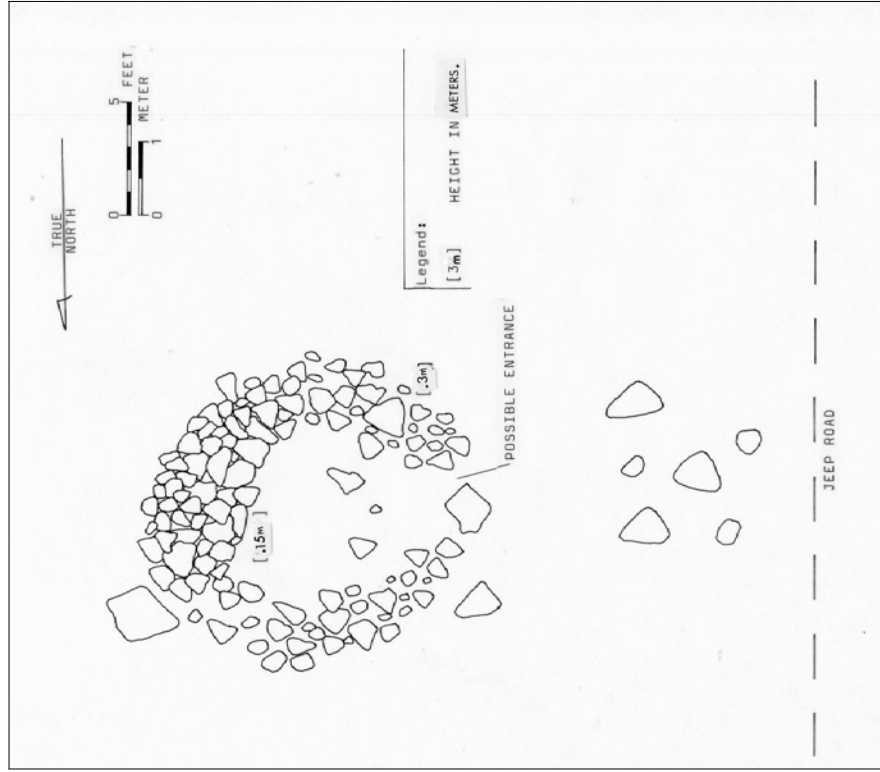 TRUE
NORTH
0 5 FEET
0 1 METER
Legend:
[3m] HEIGHT IN METERS.
[.15m]
[.3m]
POSSIBLE ENTRANCE
JEEP ROAD